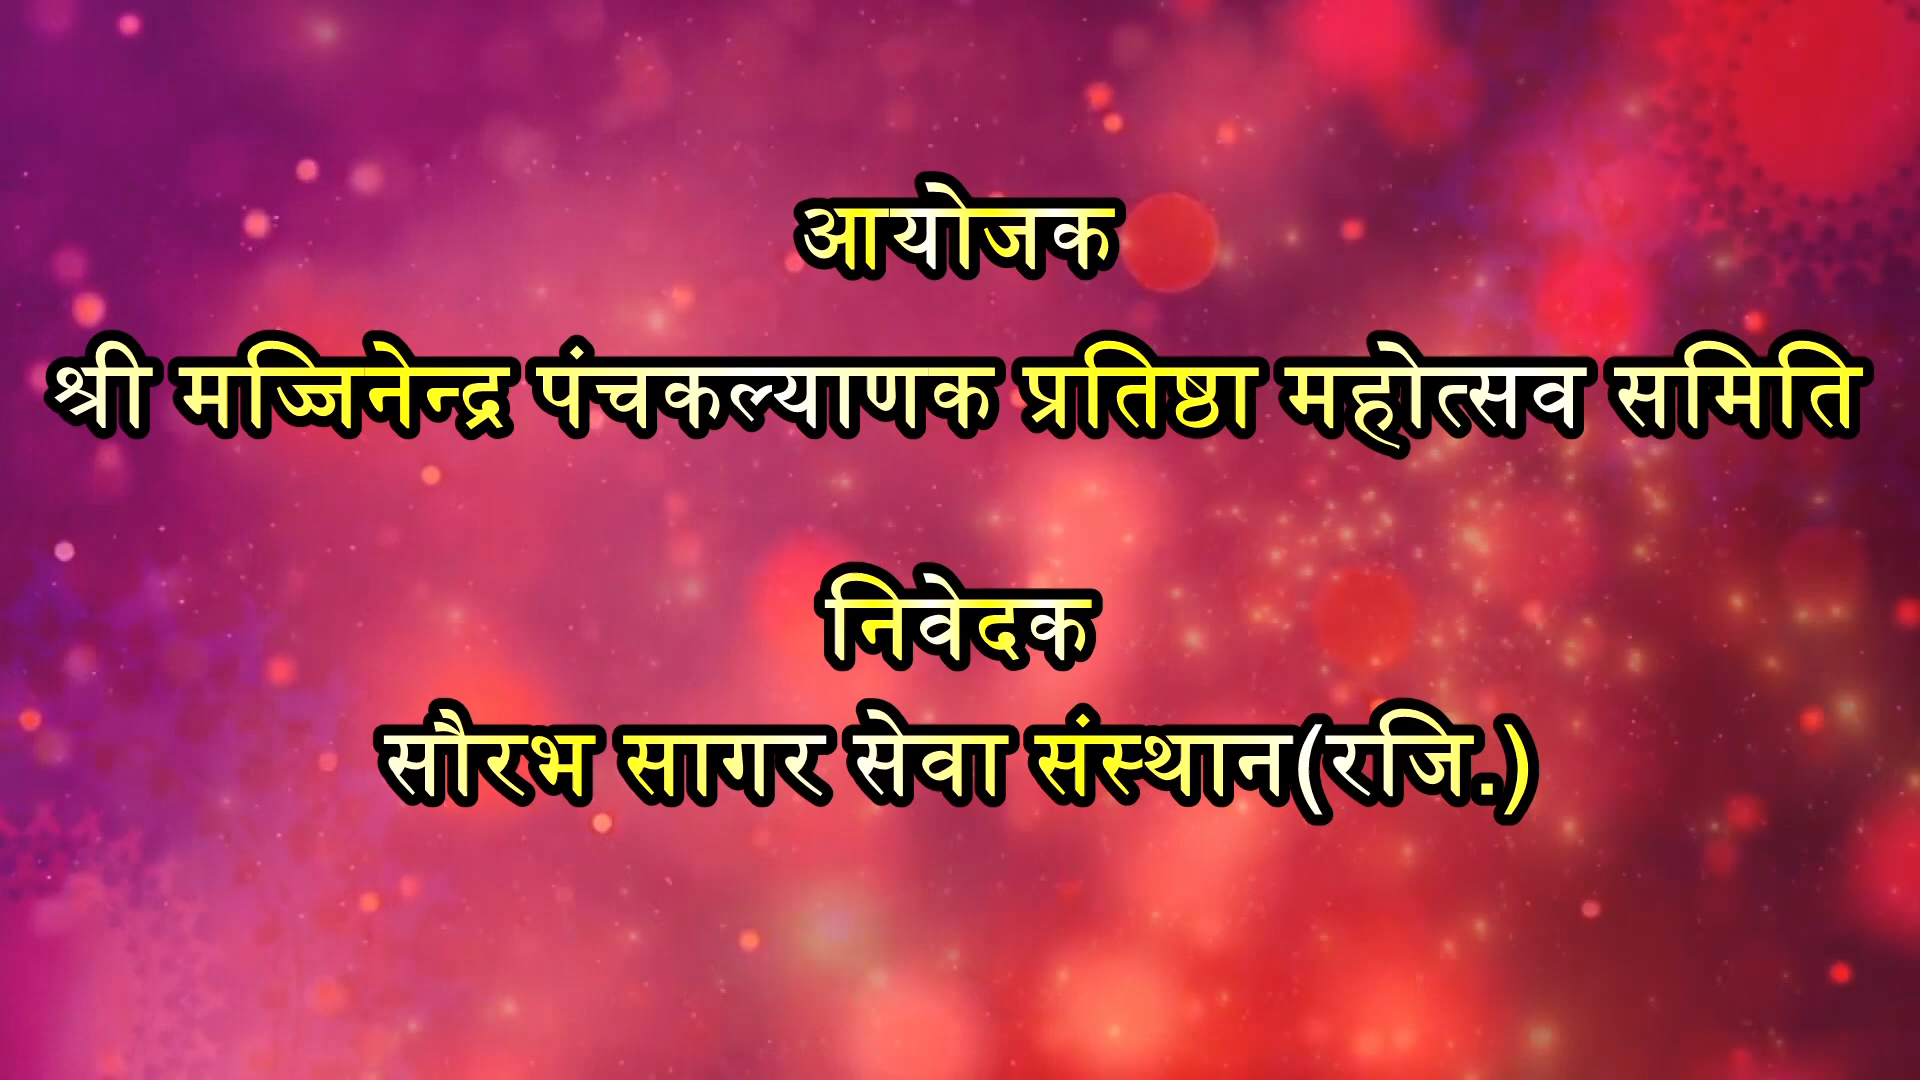 आयोजक
श्री मज्जिनेन्द्र पंचकल्याणक प्रतिष्ठा महोत्सव समिति
निवेदक
सौरभ सागर सेवा संस्थान(रजि.)